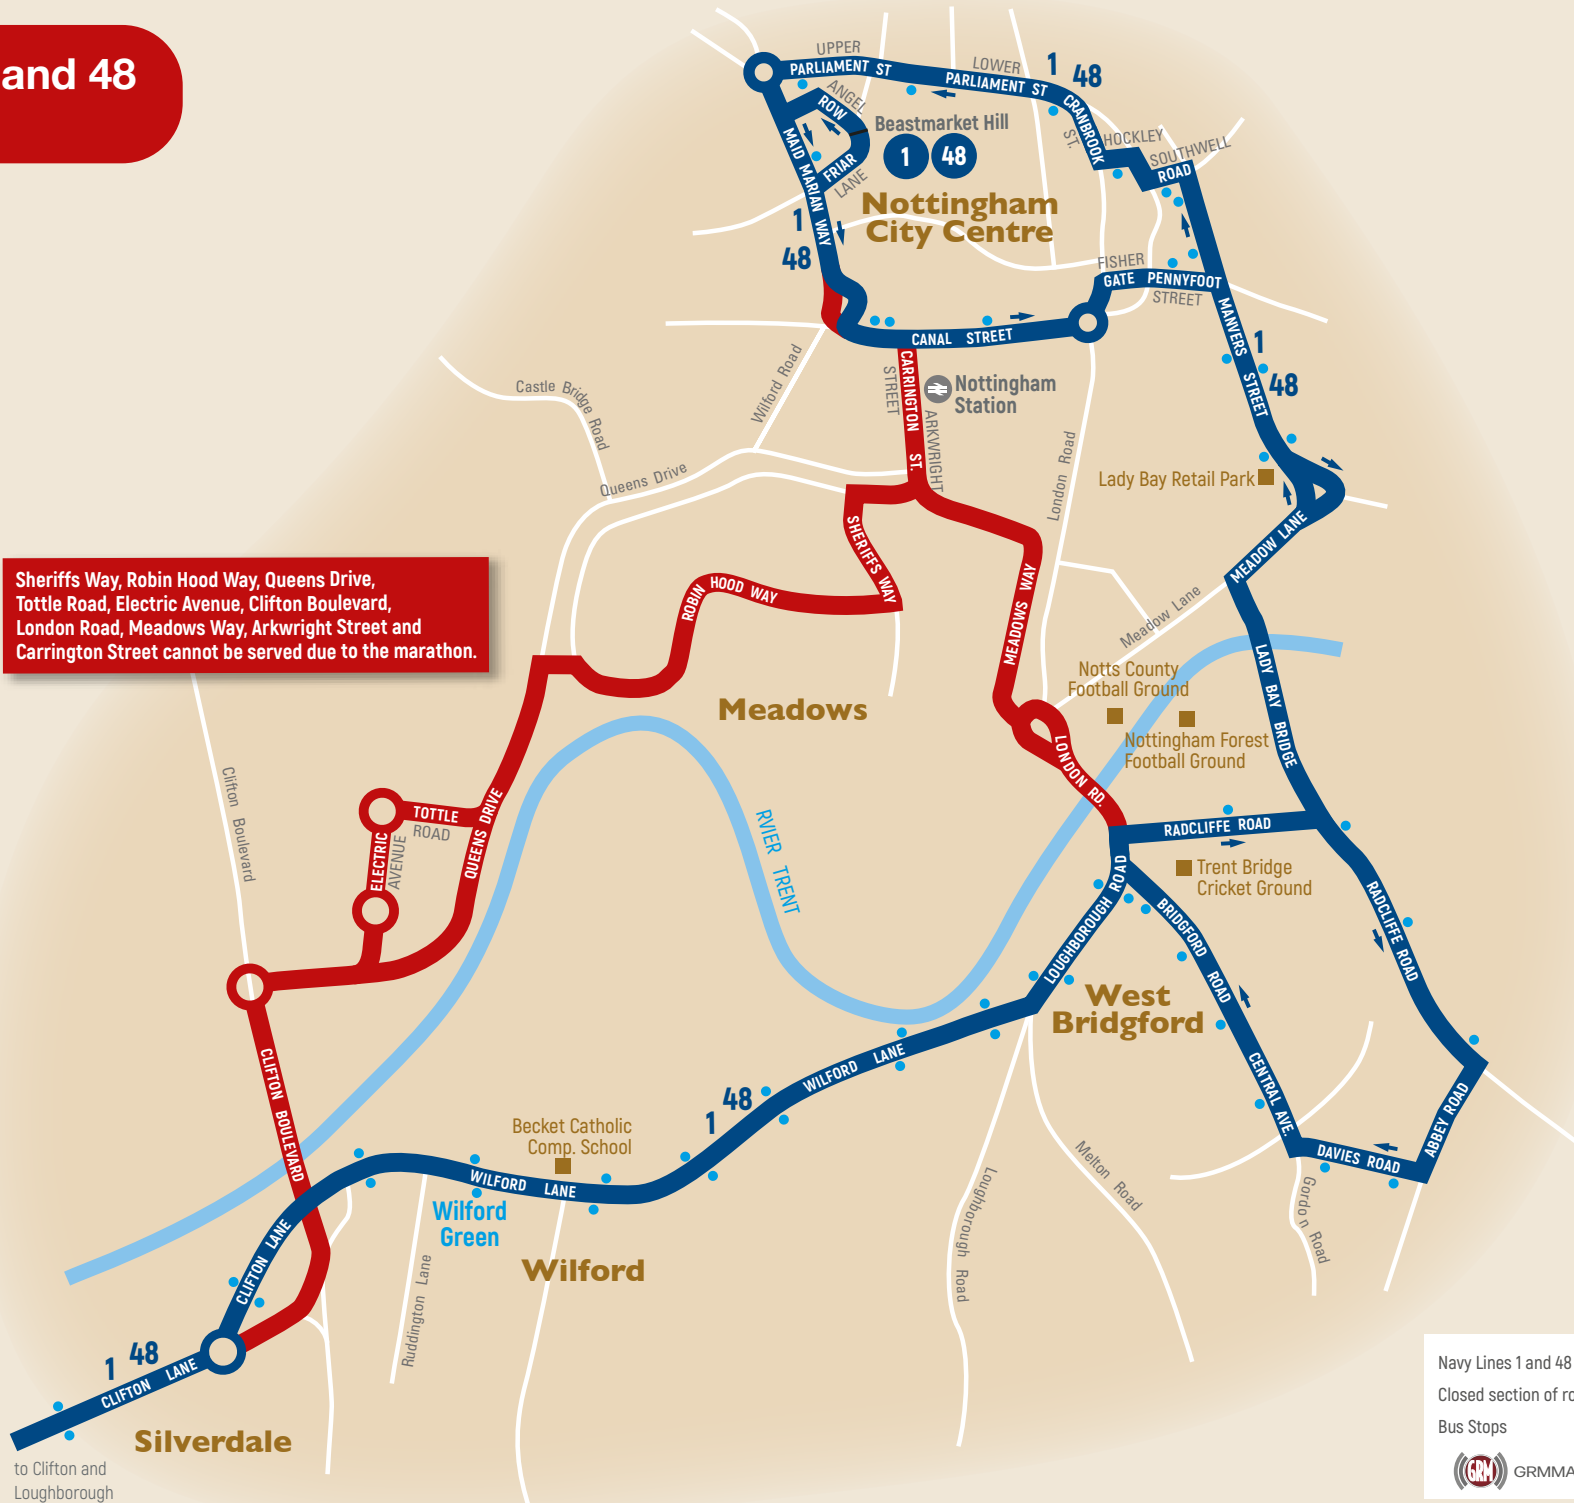 and 48
UPPER
PARLIAMENT ST
LOWER
PARLIAMENT ST
1
48
ANGEL
ROW
CRANBROOK
ST.
Beastmarket Hill
1
48
HOCKLEY
SOUTHWELL
ROAD
MAID MARIAN WAY
FRIAR
LANE
Nottingham
City Centre
1
48
FISHER
GATE PENNYFOOT
STREET
CANAL STREET
MANVERS STREET
1
48
Wilford Road
CARRINGTON ST.
STREET
Nottingham
Station
ARKWRIGHT
Castle Bridge Road
Queens Drive
London Road
Lady Bay Retail Park
MEADOW LANE
SHERIFFS WAY
Sheriffs Way, Robin Hood Way, Queens Drive,
Tottle Road, Electric Avenue, Clifton Boulevard,
London Road, Meadows Way, Arkwright Street and
Carrington Street cannot be served due to the marathon.
ROBIN HOOD WAY
MEADOWS WAY
Meadow Lane
Notts County
Football Ground
LADY BAY BRIDGE
Meadows
Nottingham Forest
Football Ground
LONDON RD.
Clifton Boulevard
TOTTLE
ROAD
QUEENS DRIVE
ELECTRIC
AVENUE
RVIER TRENT
RADCLIFFE ROAD
Trent Bridge
Cricket Ground
LOUGHBOROUGH ROAD
BRIDGFORD ROAD
RADCLIFFE ROAD
West
Bridgford
CLIFTON BOULEVARD
WILFORD LANE
CENTRAL AVE.
ABBEY ROAD
DAVIES ROAD
48
1
Becket Catholic
Comp. School
WILFORD LANE
Wilford
Green
Melton Road
Loughborough Road
Gordo n Road
CLIFTON LANE
Wilford
Ruddington Lane
1
48
CLIFTON LANE
Silverdale
to Clifton and
Loughborough
Navy Lines 1 and 48
Closed section of ro
Bus Stops
GRM
GRMMA